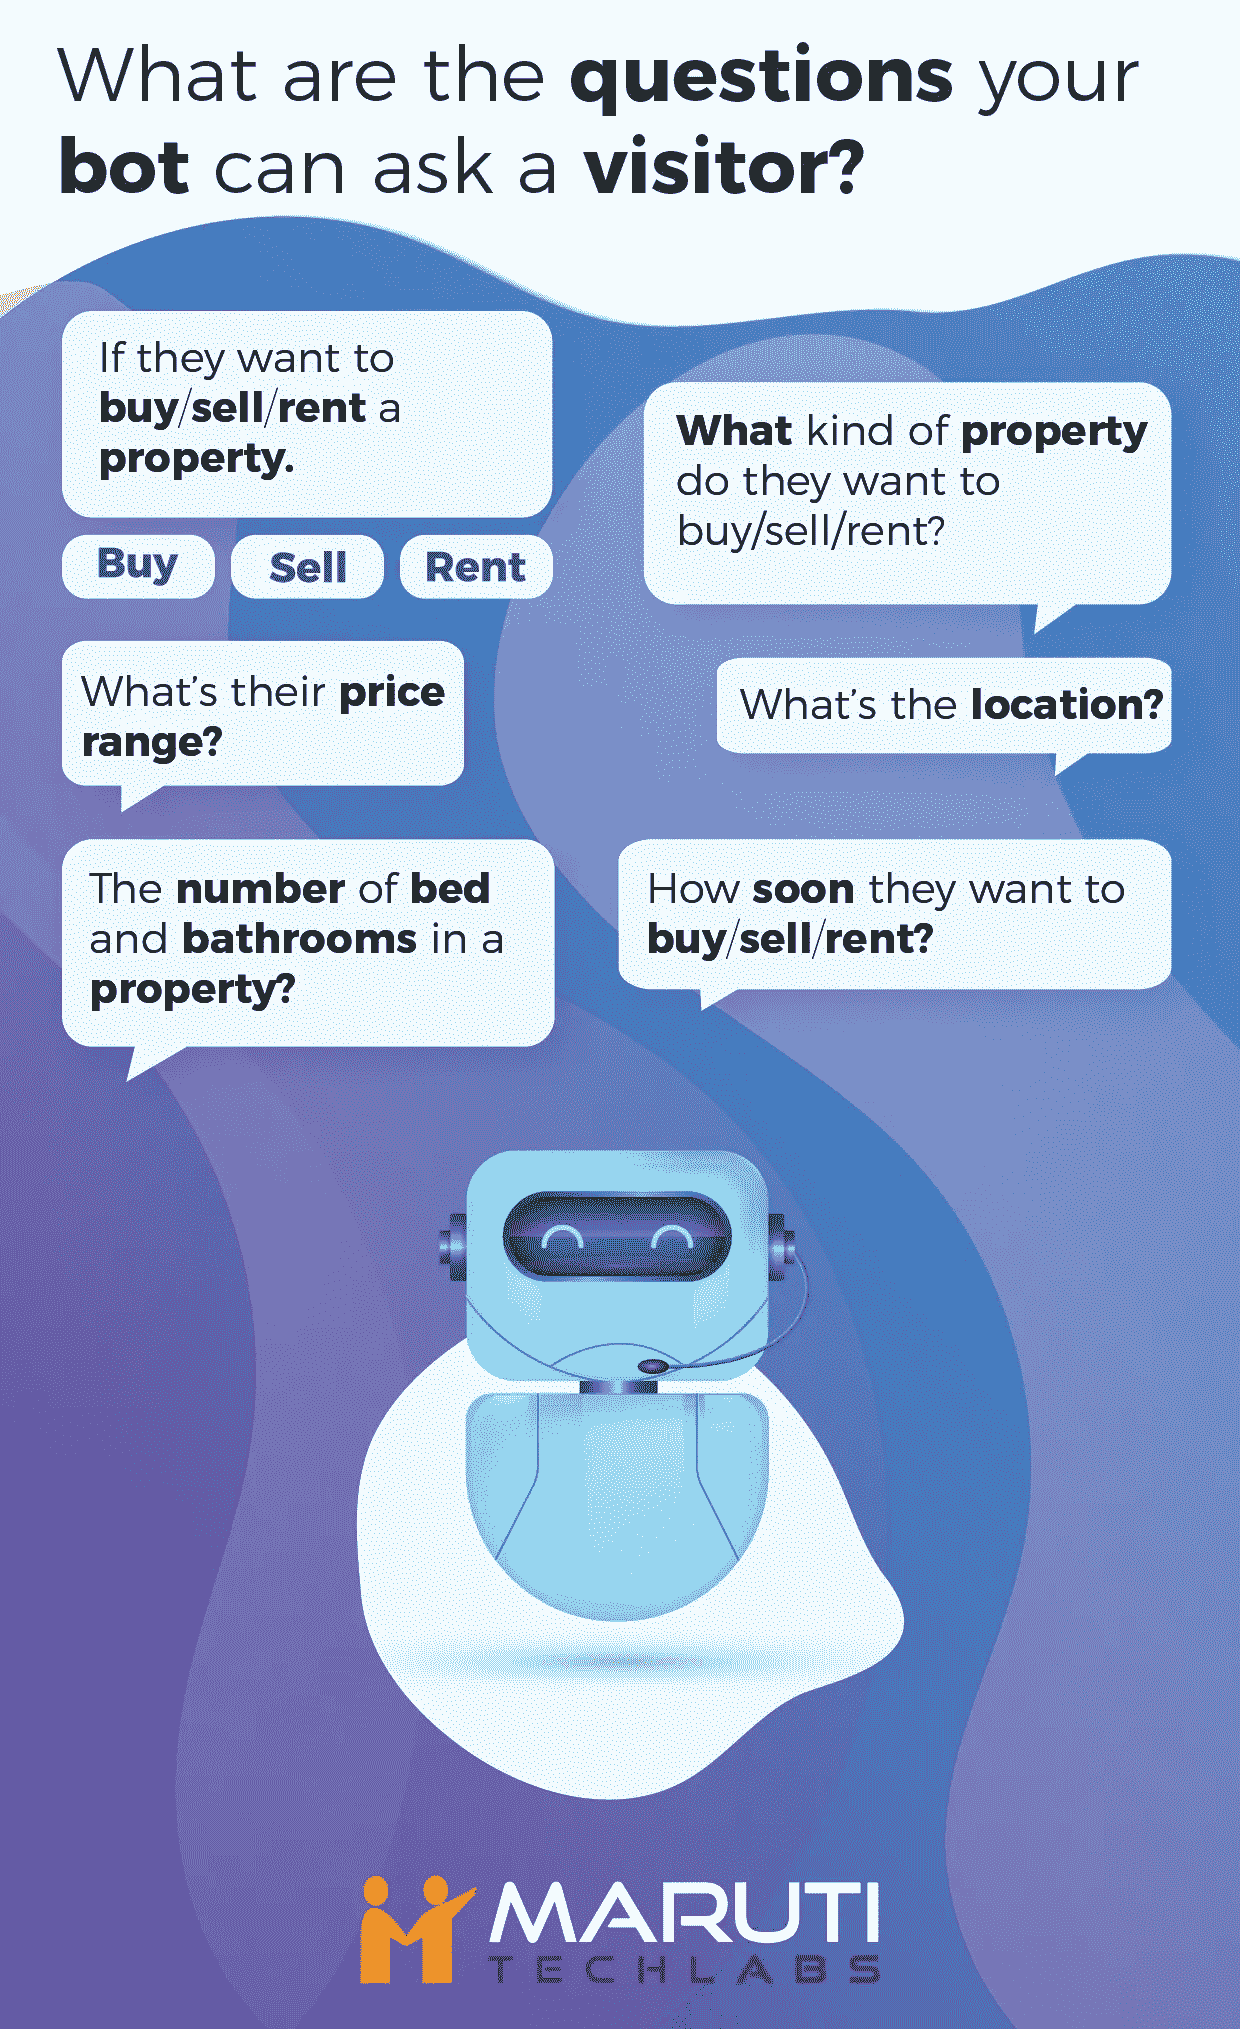 What are the questions your
bot can ask a visitor?
If they want to
buy/sell/rent a
property.
Buy Sell Rent
What kind of property
do they want to
buy/sell/rent?
What's their price
range?
What's the location?
The number of bed
and bathrooms in a
property?
How soon they want to
buy/sell/rent?
MARUTI
TECHLABS